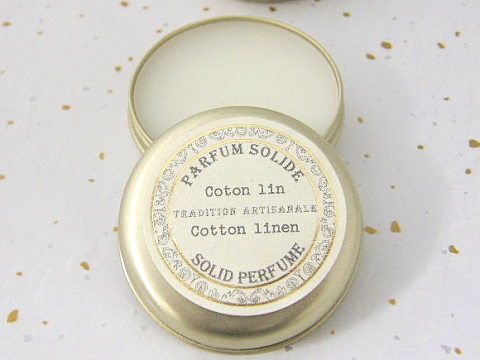 PARFUM SOLIDE
Coton lin
TRADITION ARTISANALE
Cotton linen
SOLID PERFUME